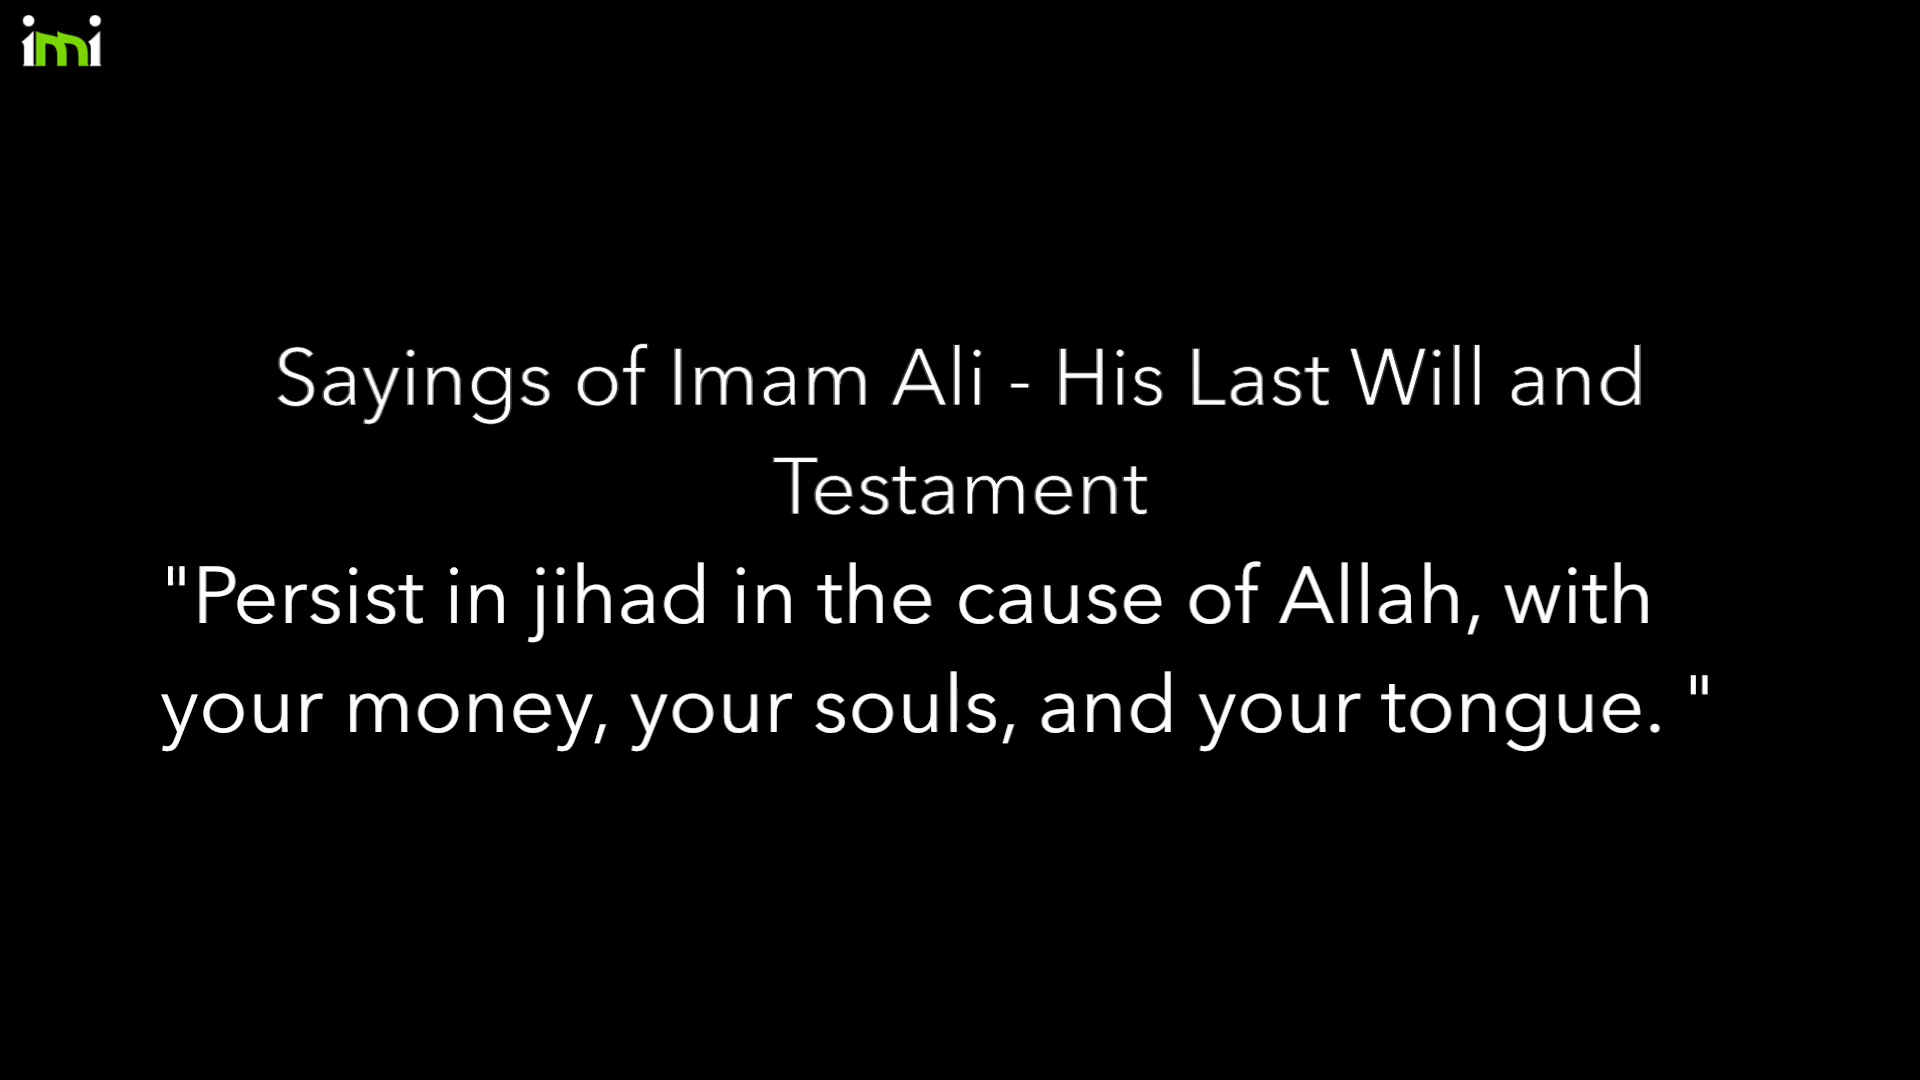 imi
Sayings of Imam Ali - His Last Will and
Testament
"Persist in jihad in the cause of Allah, with
your money, your souls, and your tongue. "